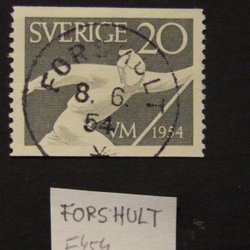 SVERIGE 20
FORSHULT
8. 6.
54
VM 1954
FORSHULT